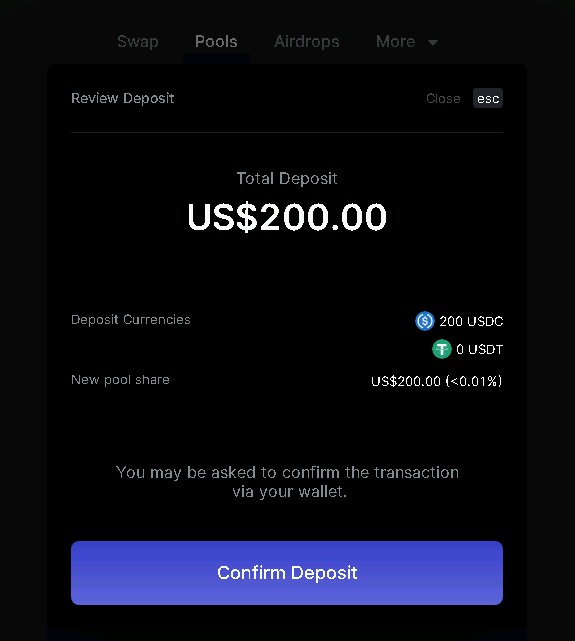 Swap Pools Airdrops More
Review Deposit Close esc
Total Deposit
US$200.00
Deposit Currencies 200 USDC
0 USDT
New pool share US$200.00 (<0.01%)
You may be asked to confirm the transaction
via your wallet.
Confirm Deposit